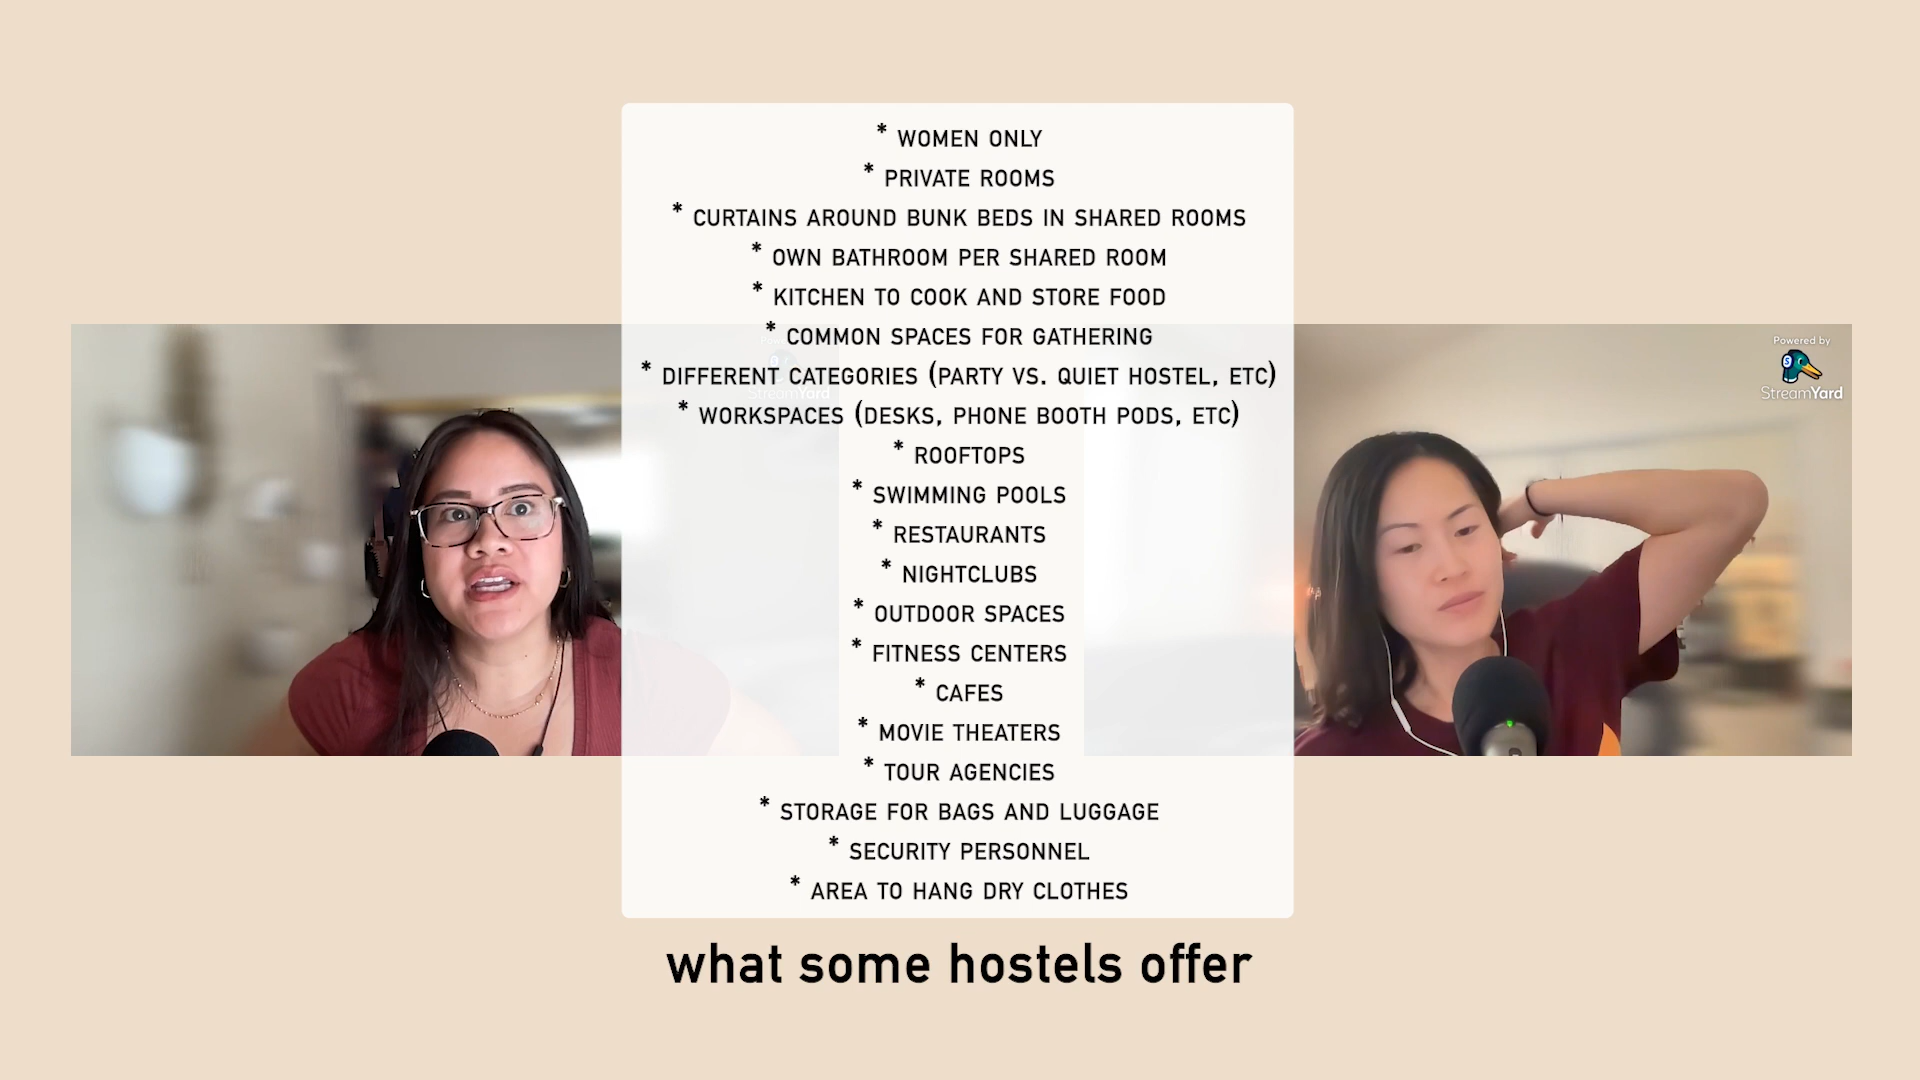 * WOMEN ONLY
* PRIVATE ROOMS
* CURTAINS AROUND BUNK BEDS IN SHARED ROOMS
* OWN BATHROOM PER SHARED ROOM
* KITCHEN TO COOK AND STORE FOOD
* COMMON SPACES FOR GATHERING
* DIFFERENT CATEGORIES (PARTY VS. QUIET HOSTEL, ETC)
* WORKSPACES (DESKS, PHONE BOOTH PODS, ETC)
* ROOFTOPS
* SWIMMING POOLS
* RESTAURANTS
* NIGHTCLUBS
* OUTDOOR SPACES
* FITNESS CENTERS
* CAFES
* MOVIE THEATERS
* TOUR AGENCIES
* STORAGE FOR BAGS AND LUGGAGE
* SECURITY PERSONNEL
* AREA TO HANG DRY CLOTHES
what some hostels offer
Powered by
StreamYard